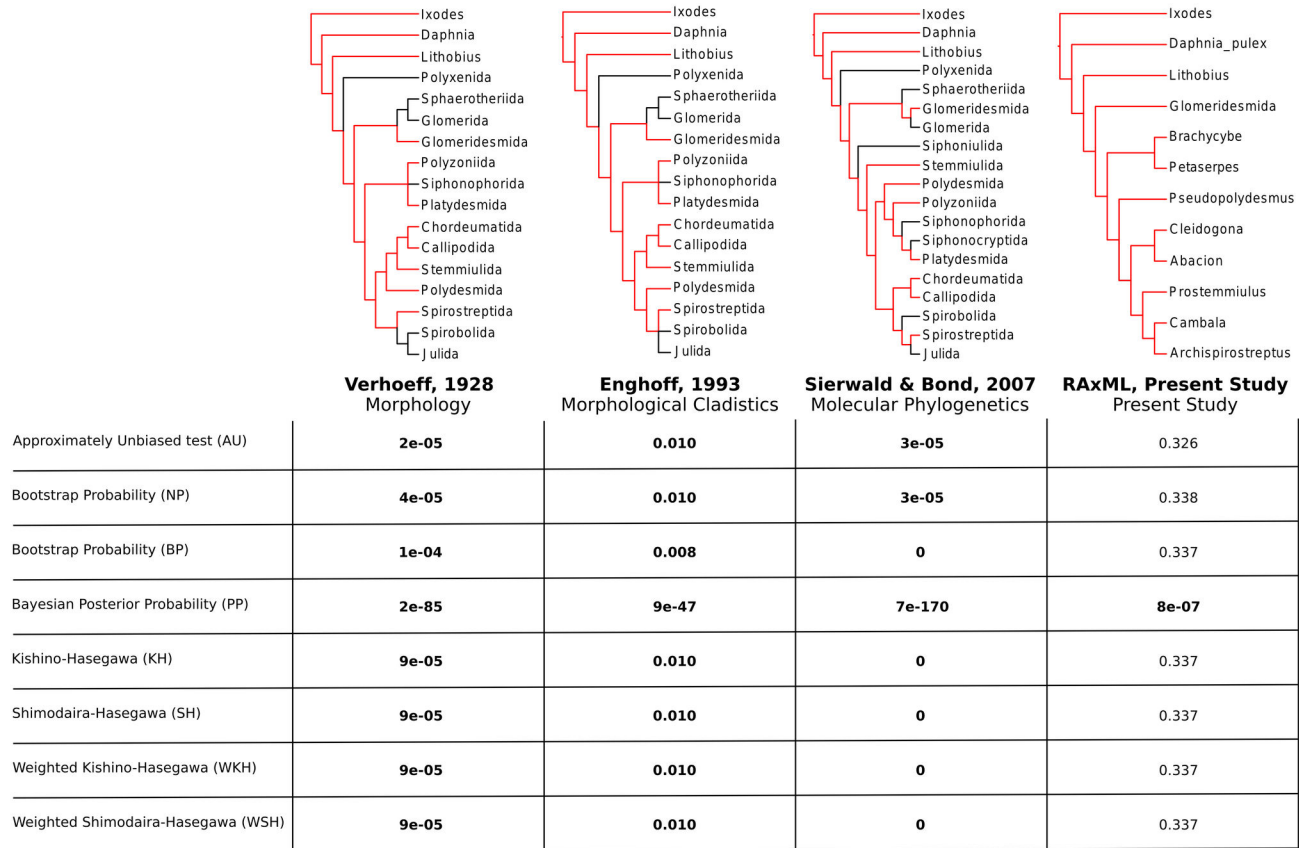 Ixodes
Daphnia
Lithobius
Polyxenida
Sphaerotheriida
Glomerida
Glomeridesmida
Polyzoniida
Siphonophorida
Platydesmida
Chordeumatida
Callipodida
Stemmiulida
Polydesmida
Spirostreptida
Spirobolida
Julida
Ixodes
Daphnia
Lithobius
Polyxenida
Sphaerotheriida
Glomerida
Glomeridesmida
Polyzoniida
Siphonophorida
Platydesmida
Chordeumatida
Callipodida
Stemmiulida
Polydesmida
Spirostreptida
Spirobolida
Julida
Ixodes
Daphnia
Lithobius
Polyxenida
Sphaerotheriida
Glomeridesmida
Glomerida
Siphoniulida
Stemmiulida
Polydesmida
Polyzoniida
Siphonophorida
Siphonocryptida
Platydesmida
Chordeumatida
Callipodida
Spirobolida
Spirostreptida
Julida
Ixodes
Daphnia_pulex
Lithobius
Glomeridesmida
Brachycybe
Petaserpes
Pseudopolydesmus
Cleidogona
Abacion
Prostemmiulus
Cambala
Archispirostreptus
Verhoeff, 1928 Enghoff, 1993 Sierwald & Bond, 2007 RAxML, Present Study
Morphology Morphological Cladistics Molecular Phylogenetics Present Study
Approximately Unbiased test (AU) 2e-05 0.010 3e-05 0.326
Bootstrap Probability (NP) 4e-05 0.010 3e-05 0.338
Bootstrap Probability (BP) 1e-04 0.008 0 0.337
Bayesian Posterior Probability (PP) 2e-85 9e-47 7e-170 8e-07
Kishino-Hasegawa (KH) 9e-05 0.010 0 0.337
Shimodaira-Hasegawa (SH) 9e-05 0.010 0 0.337
Weighted Kishino-Hasegawa (WKH) 9e-05 0.010 0 0.337
Weighted Shimodaira-Hasegawa (WSH) 9e-05 0.010 0 0.337